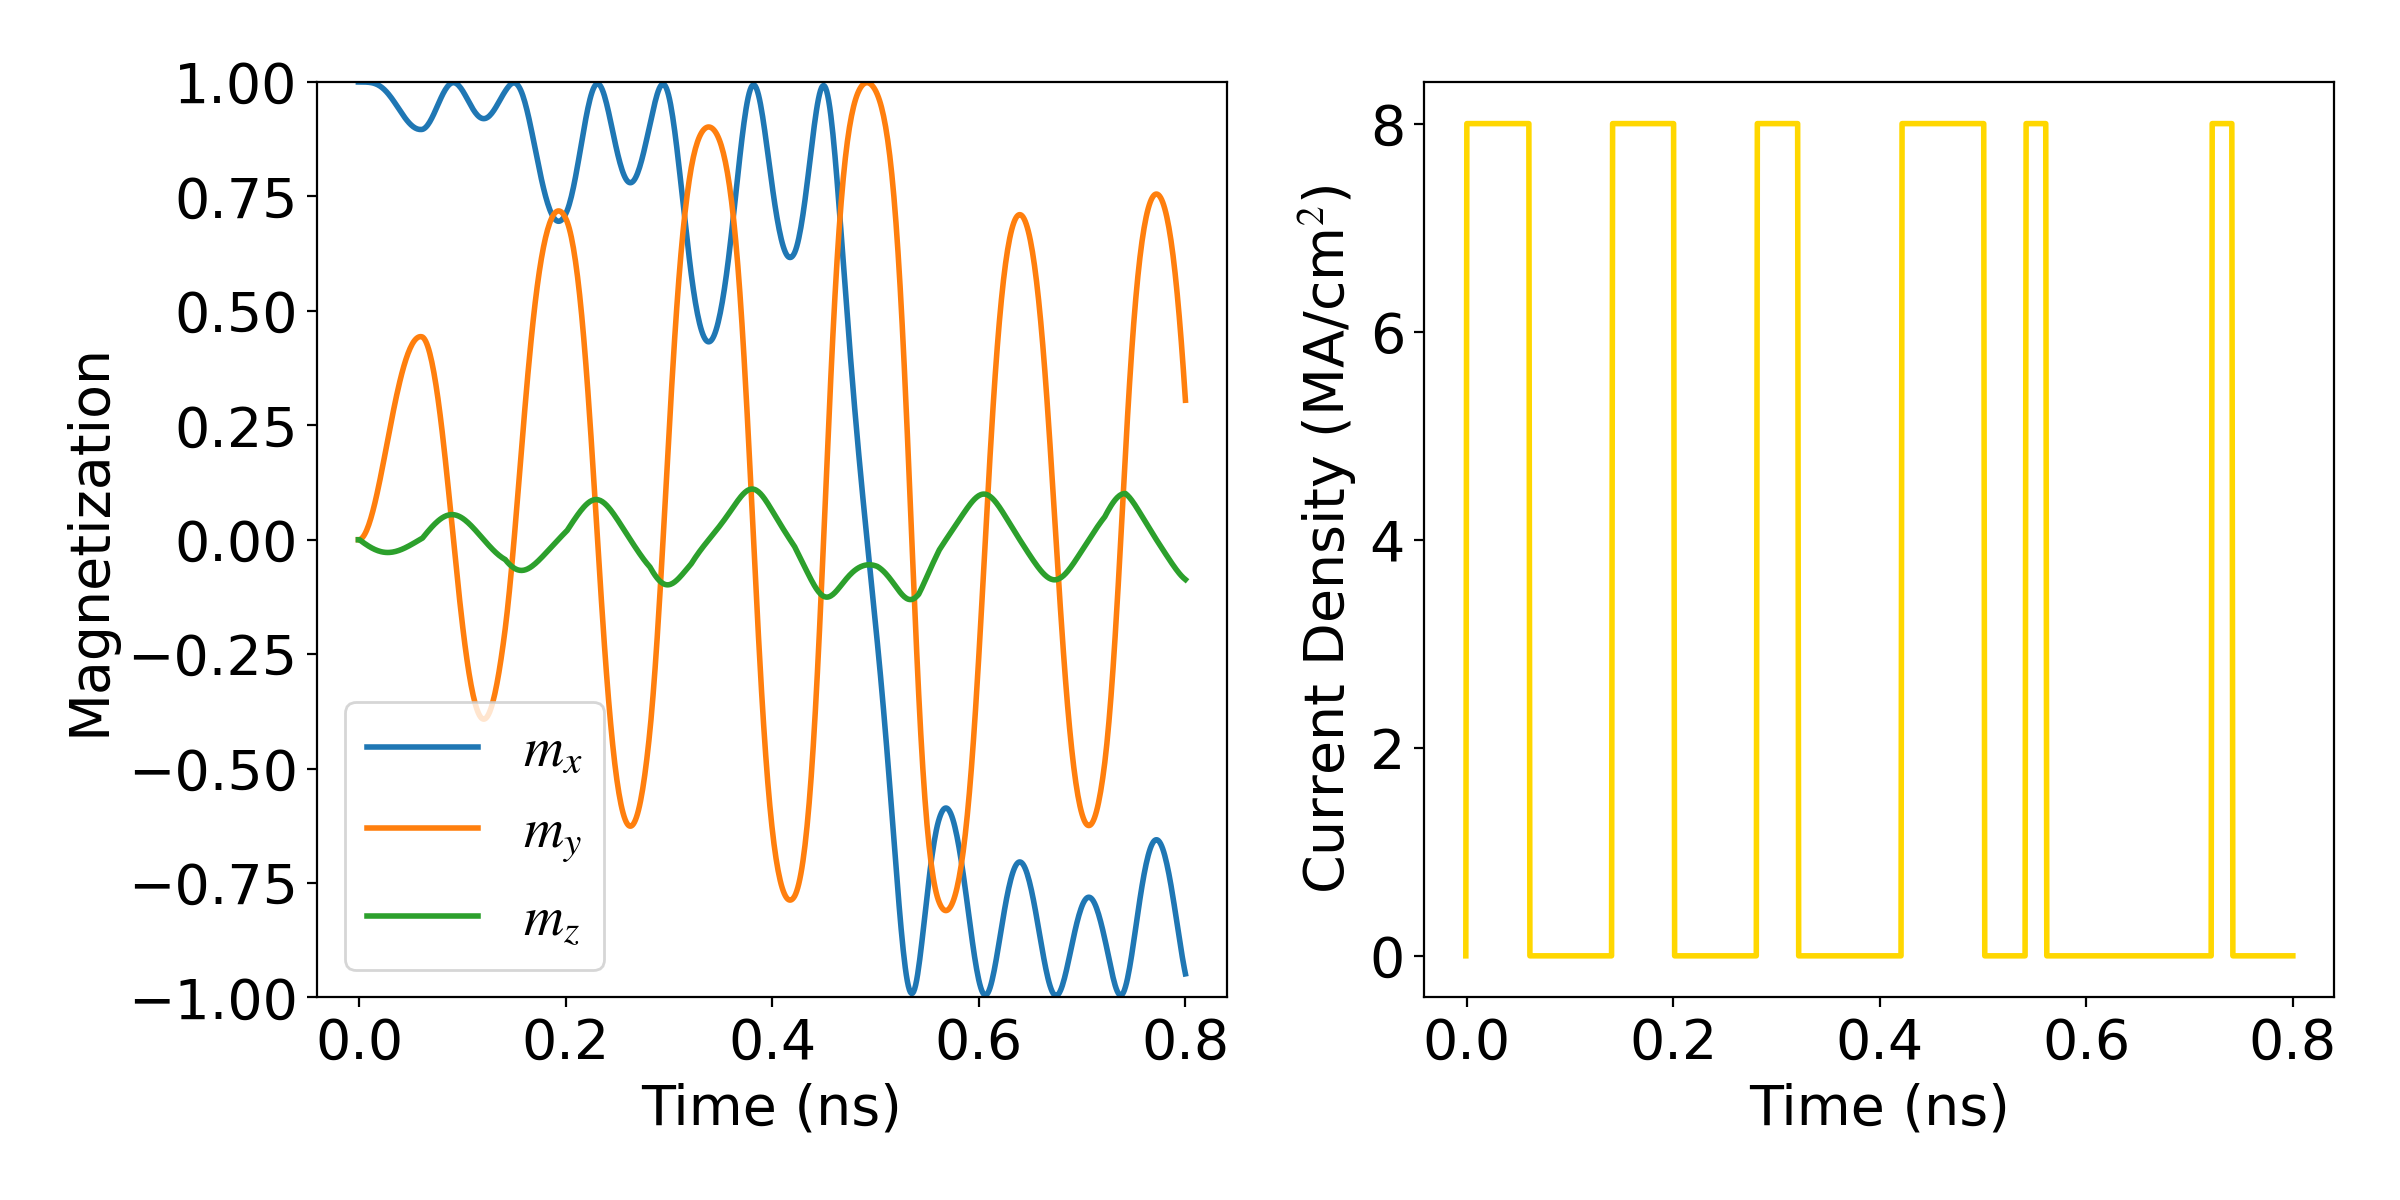 Magnetization
1.00
0.75
0.50
0.25
0.00
−0.25
−0.50
−0.75
−1.00
0.0 0.2 0.4 0.6 0.8
Time (ns)
m_x
m_y
m_z
Current Density (MA/cm²)
8
6
4
2
0
0.0 0.2 0.4 0.6 0.8
Time (ns)